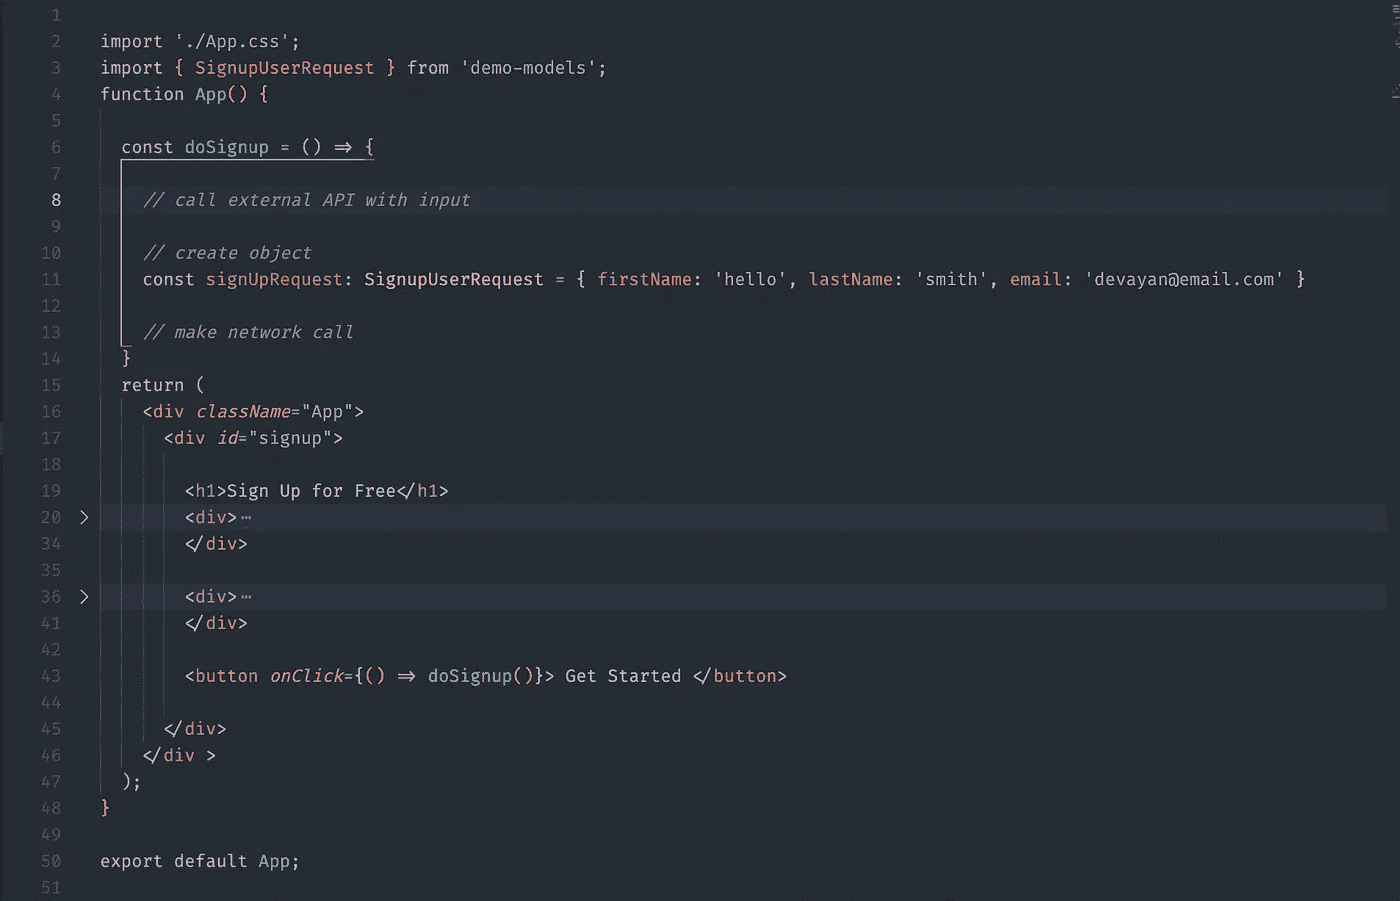 1
2 import './App.css';
3 import { SignupUserRequest } from 'demo-models';
4 function App() {
5
6 const doSignup = () => {
7
8 // call external API with input
9
10 // create object
11 const signUpRequest: SignupUserRequest = { firstName: 'hello', lastName: 'smith', email: 'devayan@email.com' }
12
13 // make network call
14 }
15 return (
16 <div className="App">
17 <div id="signup">
18
19 <h1>Sign Up for Free</h1>
20 <div>⋯
34 </div>
35
36 <div>⋯
41 </div>
42
43 <button onClick={() => doSignup()}> Get Started </button>
44
45 </div>
46 </div >
47 );
48 }
49
50 export default App;
51